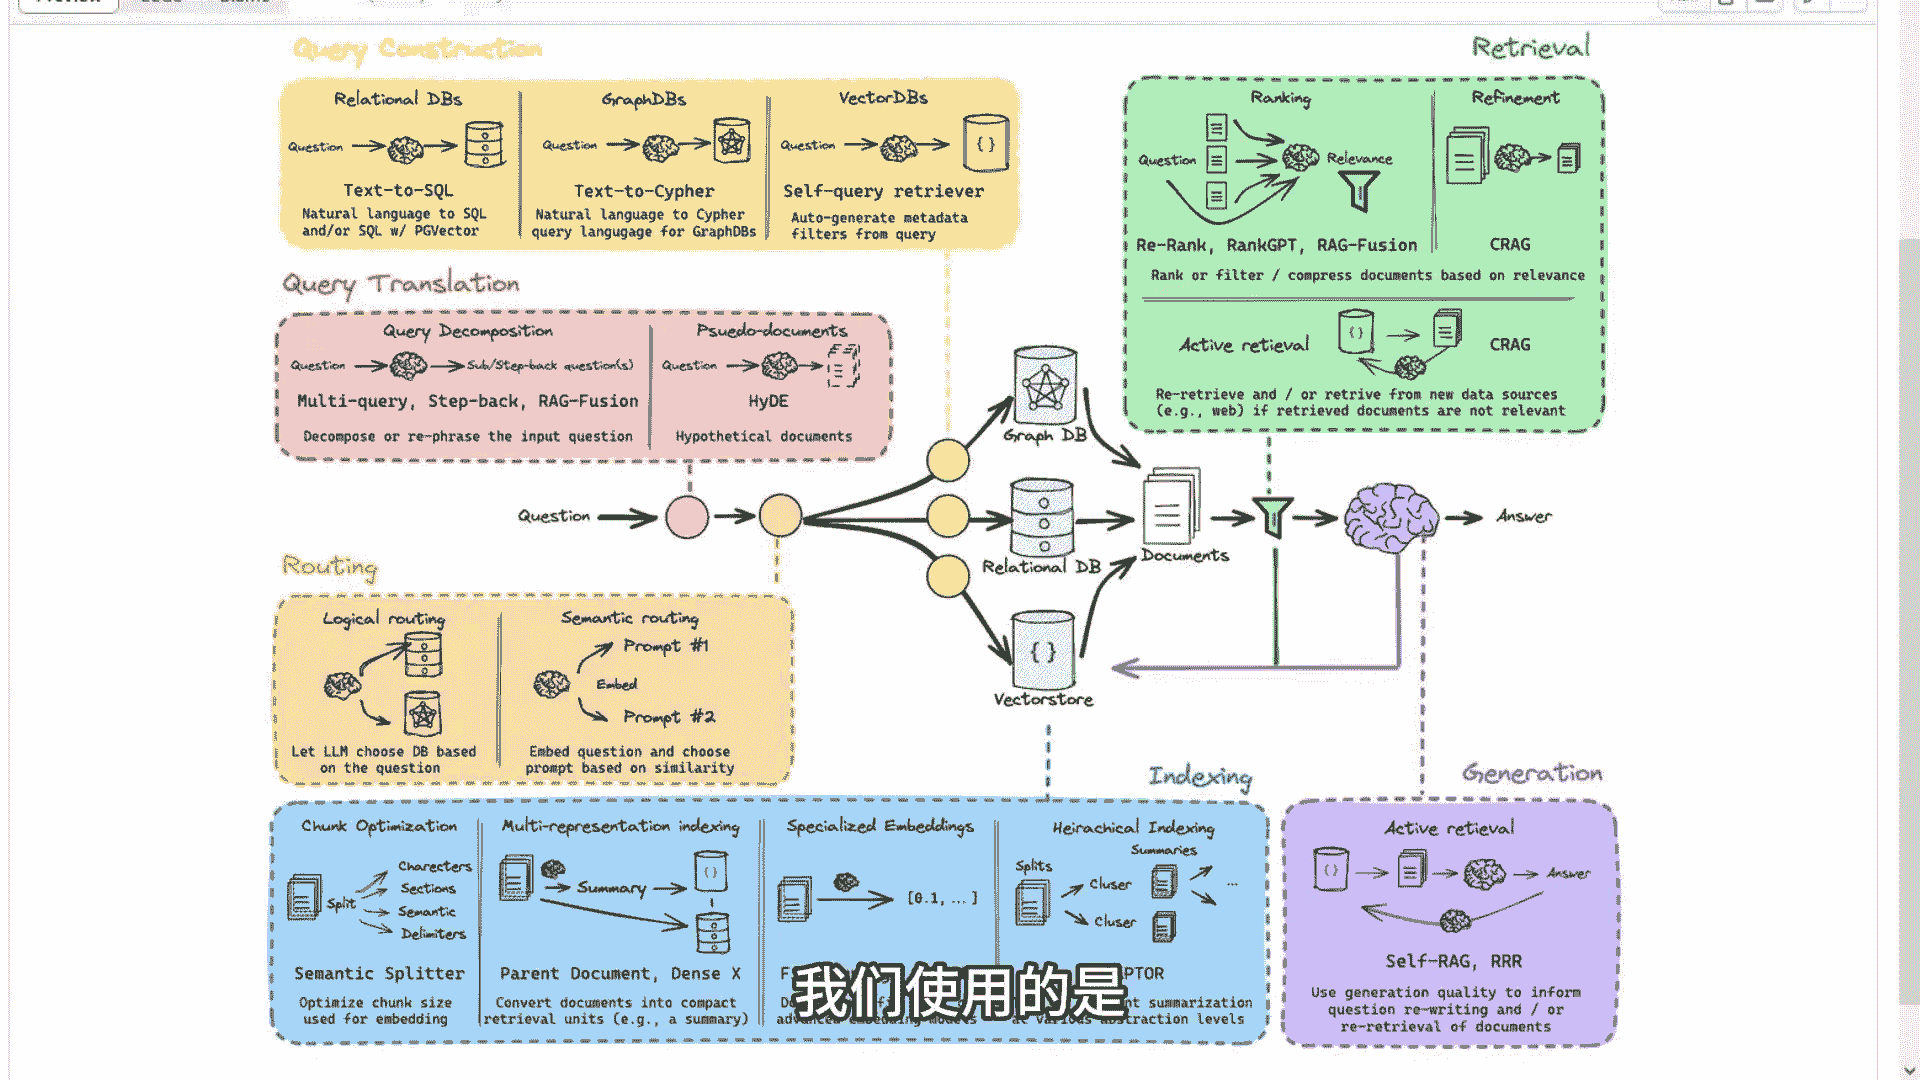 Query Construction
Relational DBs
Question
Text-to-SQL
Natural language to SQL
and/or SQL w/ PGVector
GraphDBs
Question
Text-to-Cypher
Natural language to Cypher
query langugage for GraphDBs
VectorDBs
Question
{ }
Self-query retriever
Auto-generate metadata
filters from query
Retrieval
Ranking
Question
Relevance
Re-Rank, RankGPT, RAG-Fusion
Refinement
CRAG
Rank or filter / compress documents based on relevance
Active retieval
{ }
CRAG
Re-retrieve and / or retrive from new data sources
(e.g., web) if retrieved documents are not relevant
Query Translation
Query Decomposition
Question
Sub/Step-back question(s)
Multi-query, Step-back, RAG-Fusion
Decompose or re-phrase the input question
Psuedo-documents
Question
HyDE
Hypothetical documents
Question
Graph DB
Relational DB
{ }
Vectorstore
Documents
Answer
Routing
Logical routing
Let LLM choose DB based
on the question
Semantic routing
Prompt #1
Embed
Prompt #2
Embed question and choose
prompt based on similarity
Indexing
Chunk Optimization
Split
Charecters
Sections
Semantic
Delimiters
Semantic Splitter
Optimize chunk size
used for embedding
Multi-representation indexing
Summary
{ }
Parent Document, Dense X
Convert documents into compact
retrieval units (e.g., a summary)
Specialized Embeddings
[0.1, ... ]
Heirachical Indexing
Splits
Summaries
Cluser
Cluser
...
summarization
at various abstraction levels
Generation
Active retieval
{ }
Answer
Self-RAG, RRR
Use generation quality to inform
question re-writing and / or
re-retrieval of documents
我们使用的是